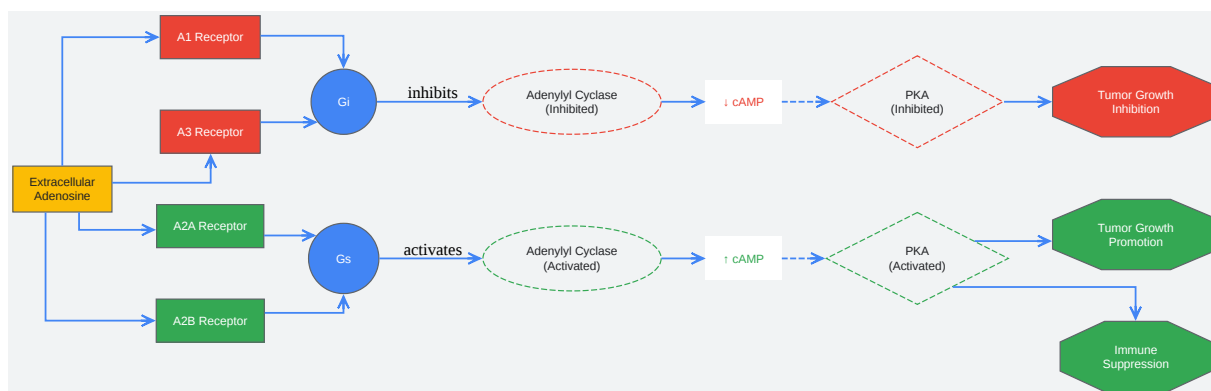 A1 Receptor
Gi
inhibits
Adenylyl Cyclase
(Inhibited)
↓ cAMP
PKA
(Inhibited)
Tumor Growth
Inhibition
A3 Receptor
Extracellular
Adenosine
A2A Receptor
Gs
activates
Adenylyl Cyclase
(Activated)
↑ cAMP
PKA
(Activated)
Tumor Growth
Promotion
A2B Receptor
Immune
Suppression